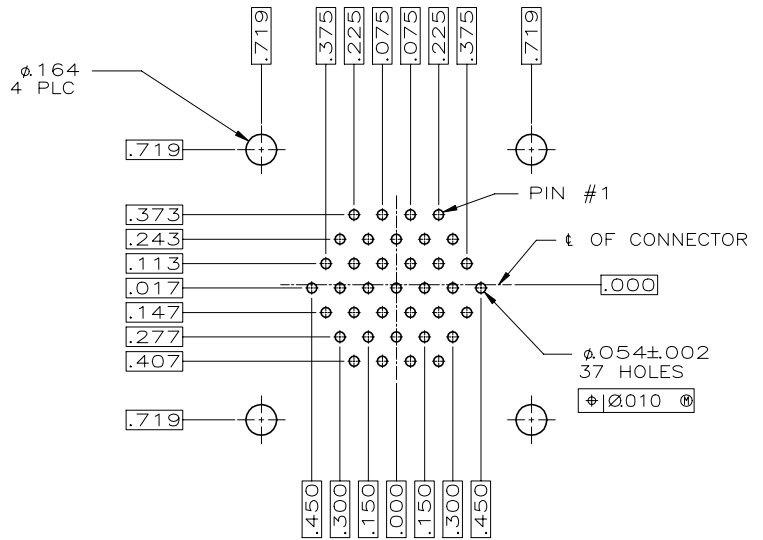 .719 .375 .225 .075 .075 .225 .375 .719
ø.164
4 PLC
.719
.373
PIN #1
.243
℄ OF CONNECTOR
.113
.017
.000
.147
.277
ø.054±.002
37 HOLES
.407
⌖|Ø.010 Ⓜ
.719
.450 .300 .150 .000 .150 .300 .450